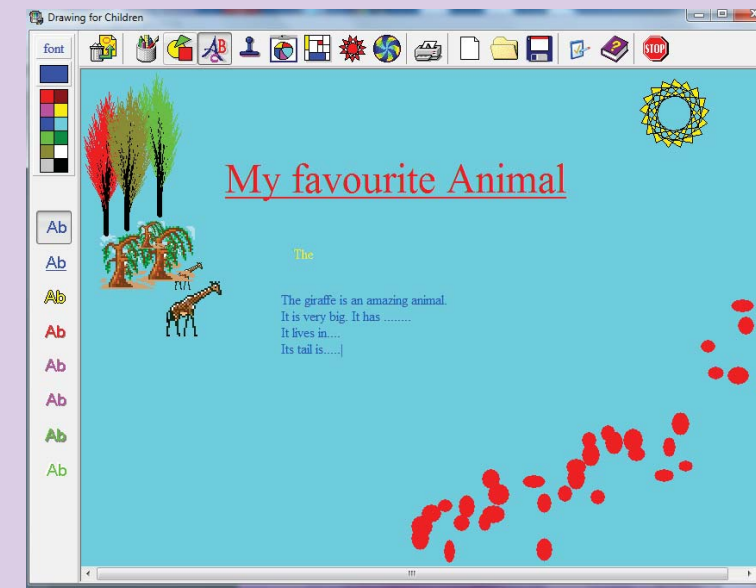 Drawing for Children
font
AB
STOP
My favourite Animal
The
The giraffe is an amazing animal.
It is very big. It has ........
It lives in....
Its tail is.....
Ab
Ab
Ab
Ab
Ab
Ab
Ab
Ab